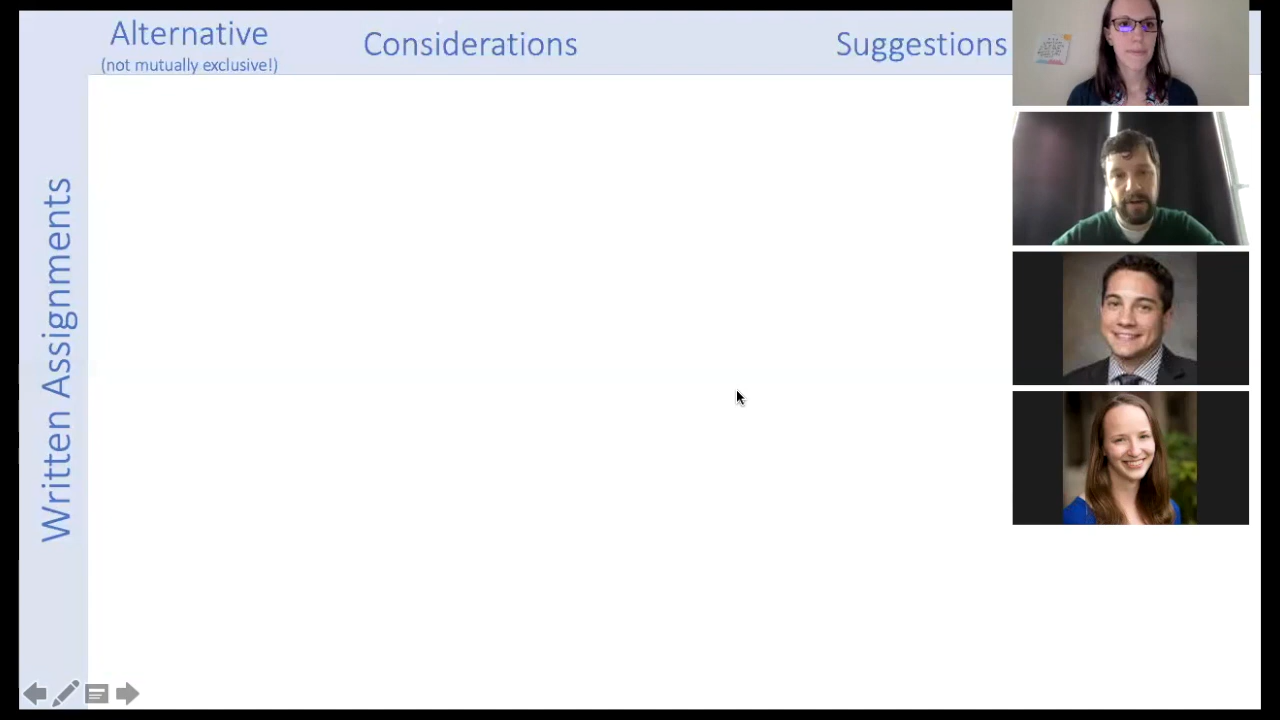 Alternative
(not mutually exclusive!)
Considerations
Suggestions
Written Assignments